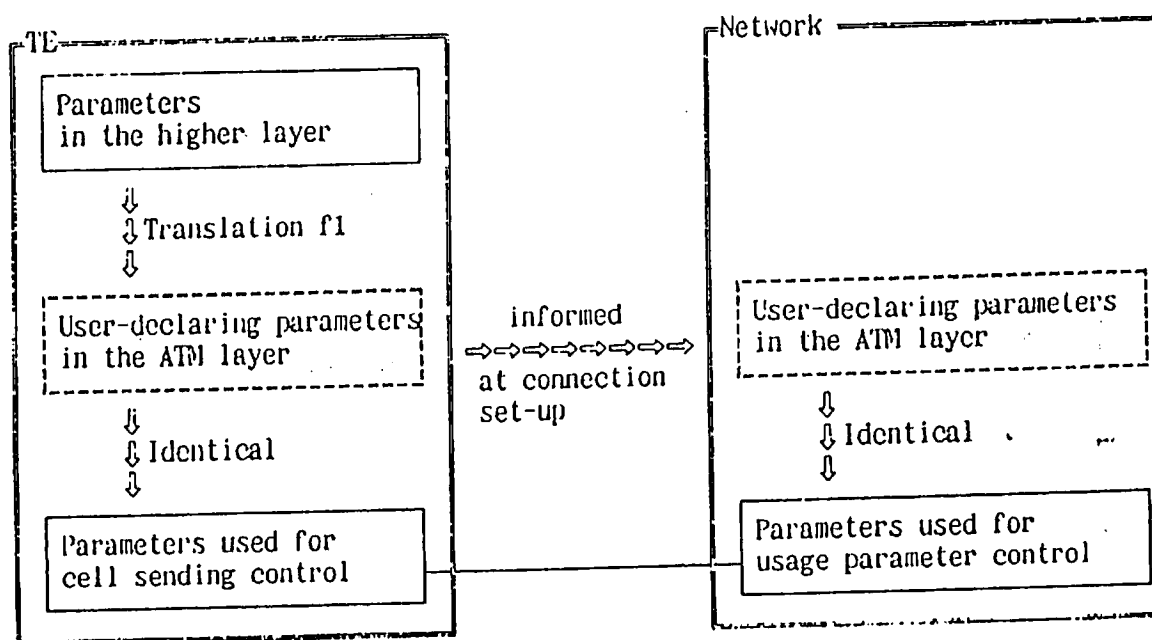 TE
Network
Parameters
in the higher layer
Translation f1
User-declaring parameters
in the ATM layer
informed
at connection
set-up
User-declaring parameters
in the ATM layer
Identical
Identical
Parameters used for
cell sending control
Parameters used for
usage parameter control